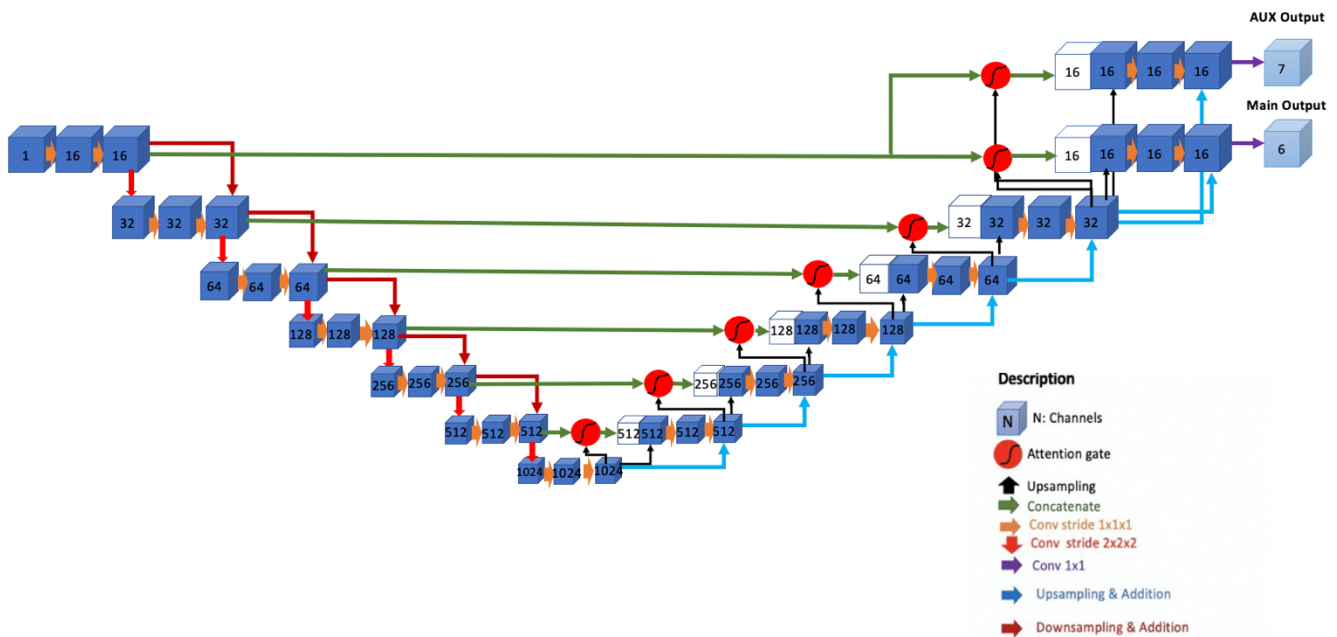 AUX Output
16 16 16 16 7
Main Output
1 16 16
16 16 16 16 6
32 32 32
32 32 32 32
64 64 64
64 64 64 64
128 128 128
128 128 128 128
256 256 256
256 256 256 256
512 512 512
512 512 512 512
1024 1024 1024
Description
N N: Channels
Attention gate
Upsampling
Concatenate
Conv stride 1x1x1
Conv stride 2x2x2
Conv 1x1
Upsampling & Addition
Downsampling & Addition